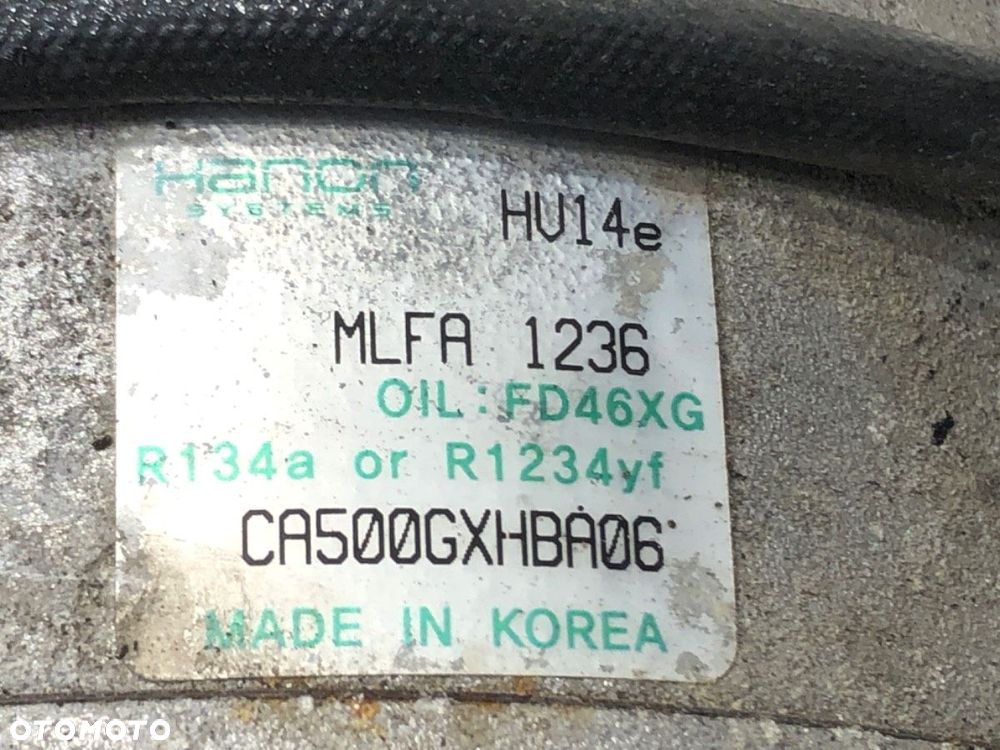 Hanon
SYSTEMS
HV14e
MLFA 1236
OIL: FD46XG
R134a or R1234yf
CA500GXHBA06
MADE IN KOREA
OTOMOTO